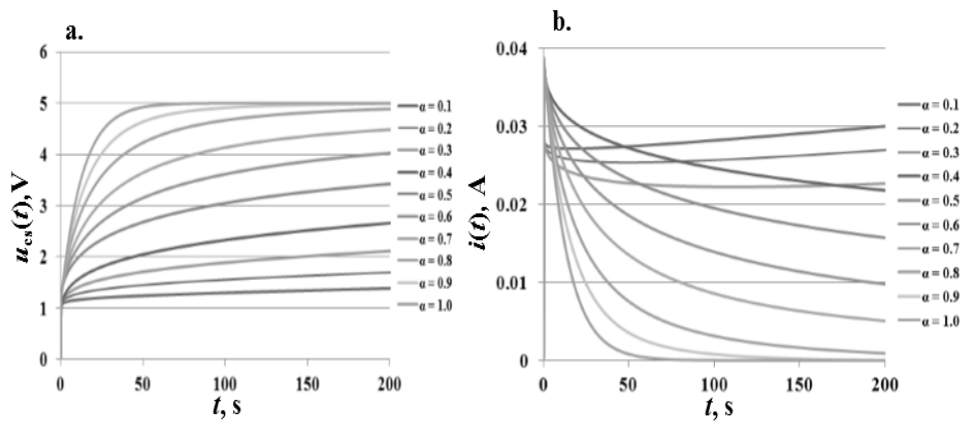 a.
6
5
4
3
2
1
0
u_cs(t), V
0 50 100 150 200
t, s
α = 0.1
α = 0.2
α = 0.3
α = 0.4
α = 0.5
α = 0.6
α = 0.7
α = 0.8
α = 0.9
α = 1.0
b.
0.04
0.03
0.02
0.01
0
i(t), A
0 50 100 150 200
t, s
α = 0.1
α = 0.2
α = 0.3
α = 0.4
α = 0.5
α = 0.6
α = 0.7
α = 0.8
α = 0.9
α = 1.0